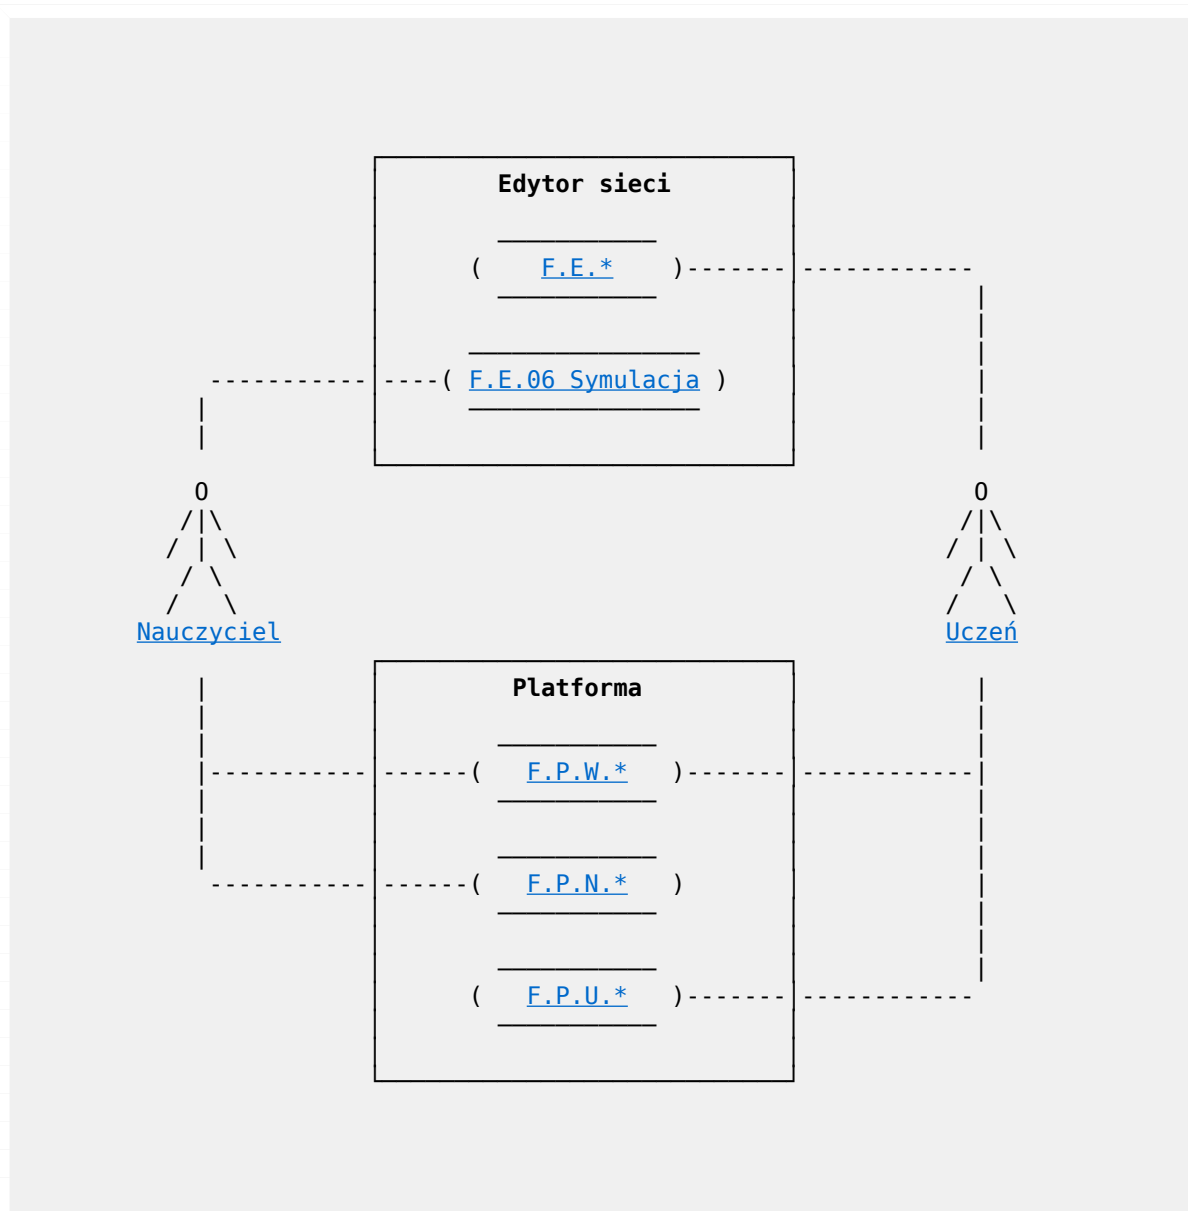 Edytor sieci
F.E.*
F.E.06 Symulacja
Nauczyciel
Uczeń
Platforma
F.P.W.*
F.P.N.*
F.P.U.*